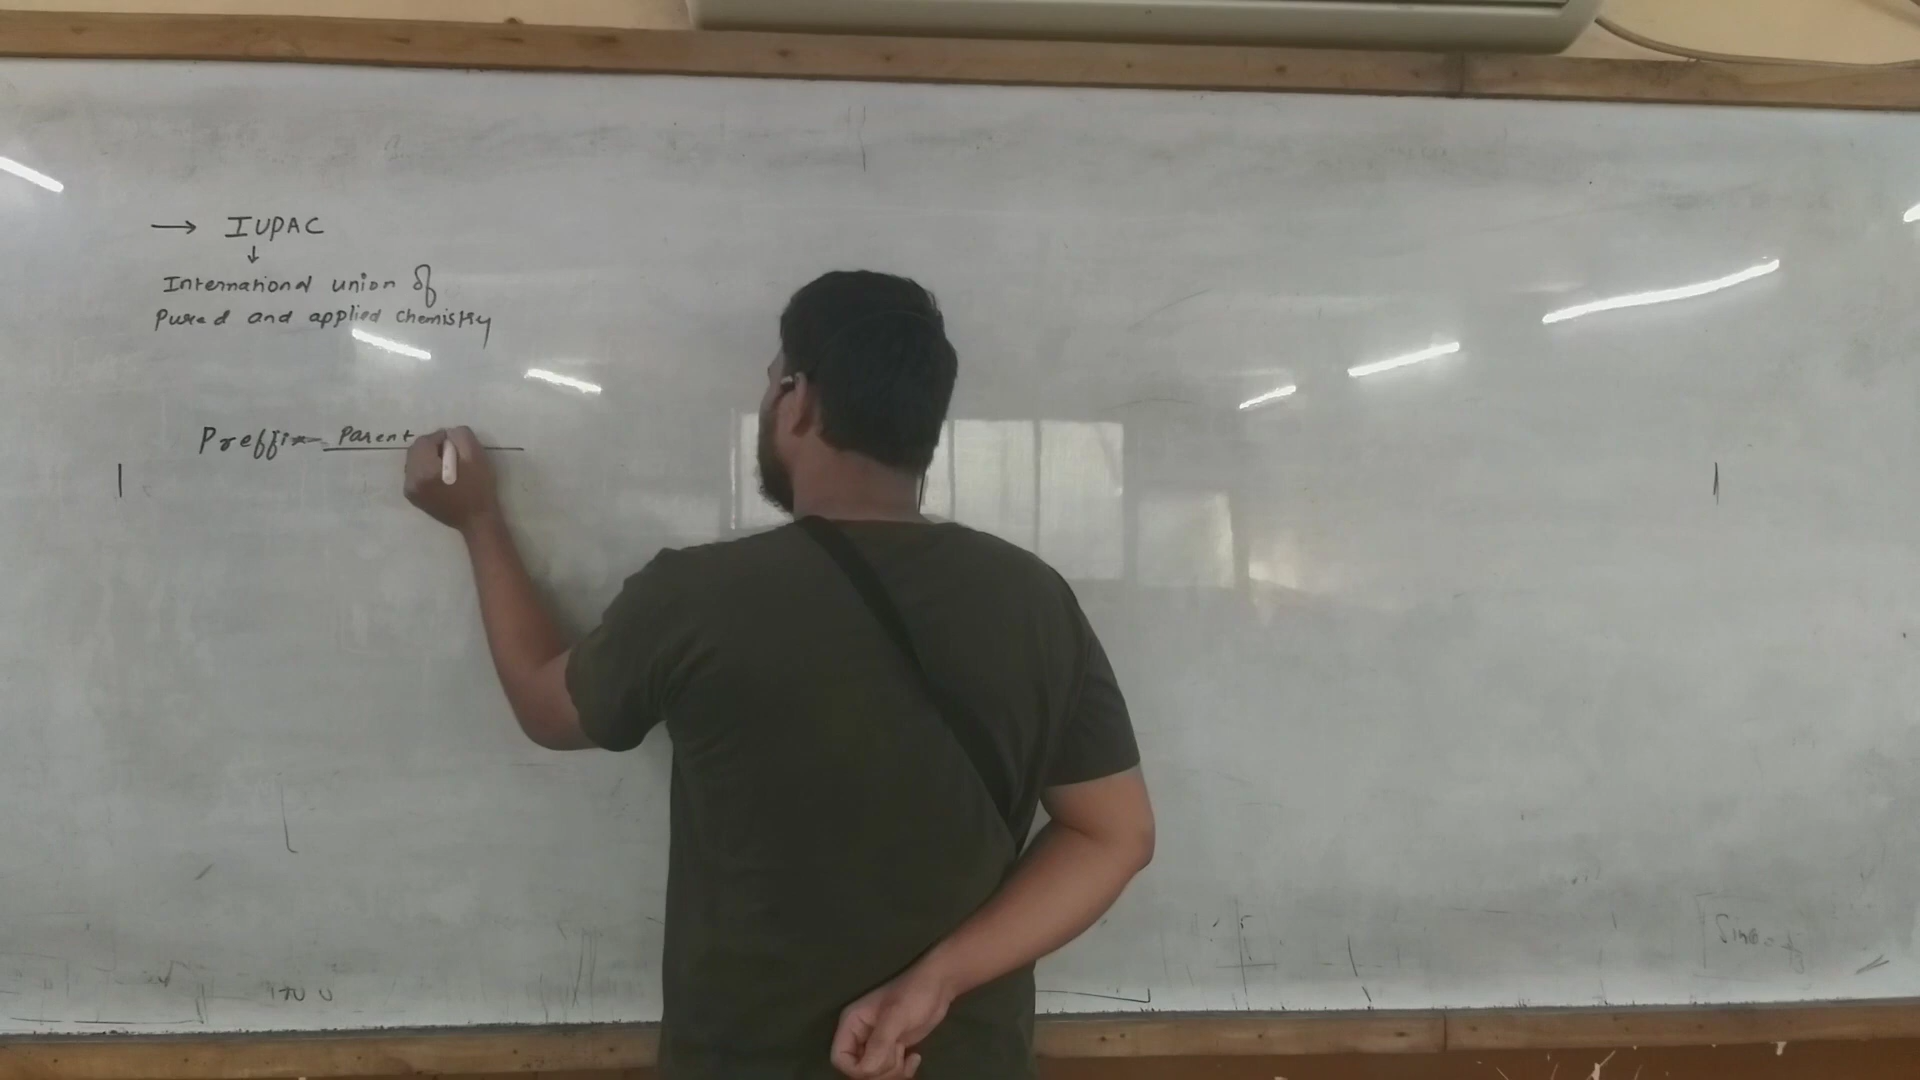 → IUPAC
↓
International union of
Pured and applied chemistry
Preffix Parent